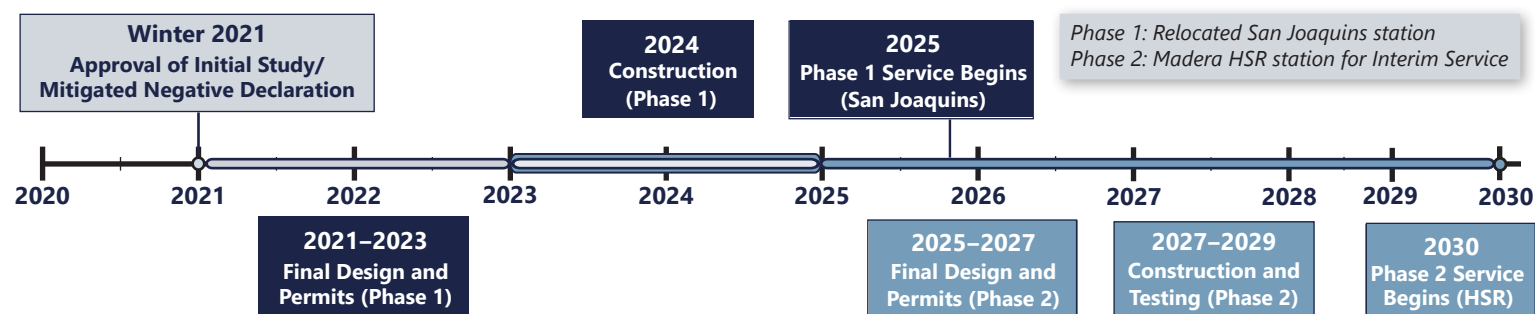 Winter 2021
Approval of Initial Study/
Mitigated Negative Declaration
2024
Construction
(Phase 1)
2025
Phase 1 Service Begins
(San Joaquins)
Phase 1: Relocated San Joaquins station
Phase 2: Madera HSR station for Interim Service
2020 2021 2022 2023 2024 2025 2026 2027 2028 2029 2030
2021–2023
Final Design and
Permits (Phase 1)
2025–2027
Final Design and
Permits (Phase 2)
2027–2029
Construction and
Testing (Phase 2)
2030
Phase 2 Service
Begins (HSR)